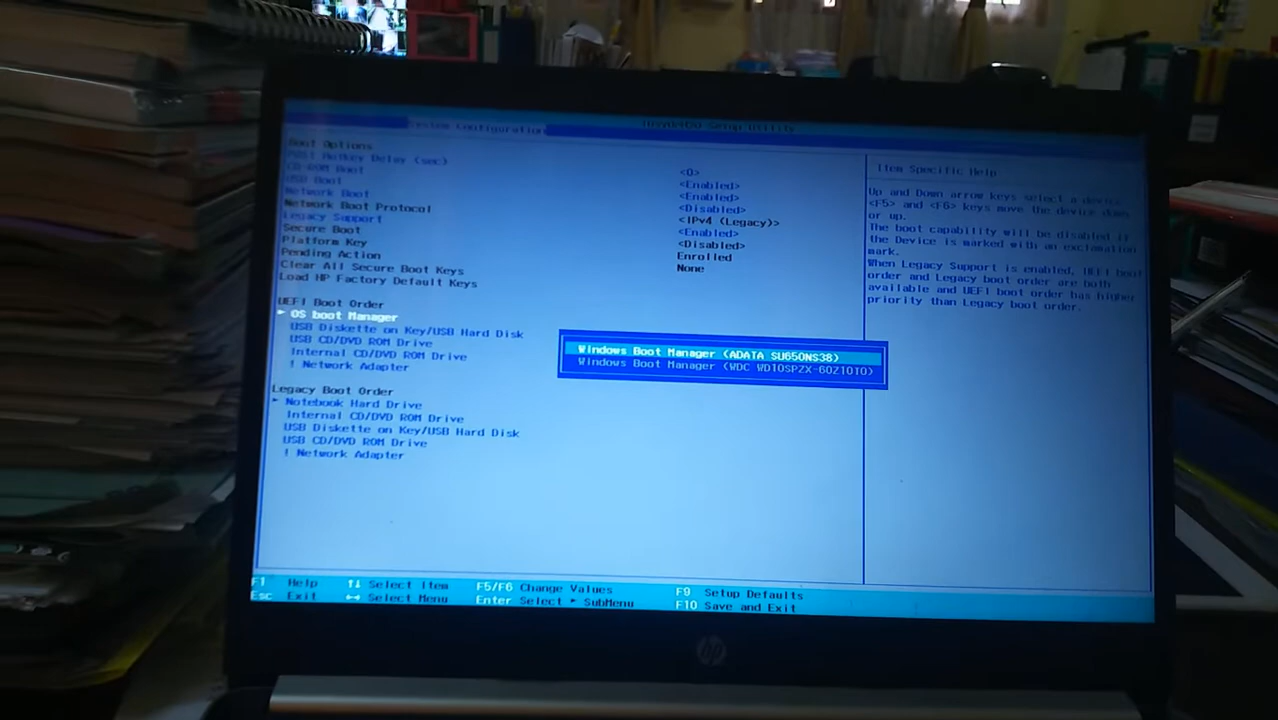 System Configuration
InsydeH20 Setup Utility
Boot Options
POST Hotkey Delay (sec)
<0>
CD-ROM Boot
<Enabled>
USB Boot
<Enabled>
Network Boot
<Disabled>
Network Boot Protocol
<IPv4 (Legacy)>
Legacy Support
<Enabled>
Secure Boot
<Disabled>
Platform Key
Enrolled
Pending Action
None
Clear All Secure Boot Keys
Load HP Factory Default Keys
UEFI Boot Order
OS boot Manager
USB Diskette on Key/USB Hard Disk
USB CD/DVD ROM Drive
Internal CD/DVD ROM Drive
! Network Adapter
Legacy Boot Order
Notebook Hard Drive
Internal CD/DVD ROM Drive
USB Diskette on Key/USB Hard Disk
USB CD/DVD ROM Drive
! Network Adapter
Windows Boot Manager (ADATA SU650NS38)
Windows Boot Manager (WDC WD10SPZX-60Z10T0)
Item Specific Help
Up and Down arrow keys select a device.
<F5> and <F6> keys move the device down
or up.
The boot capability will be disabled if
the Device is marked with an exclamation
mark.
When Legacy Support is enabled, UEFI boot
order and Legacy boot order are both
available and UEFI boot order has higher
priority than Legacy boot order.
F1 Help ↑↓ Select Item F5/F6 Change Values F9 Setup Defaults
Esc Exit ↔ Select Menu Enter Select ▸ SubMenu F10 Save and Exit
hp